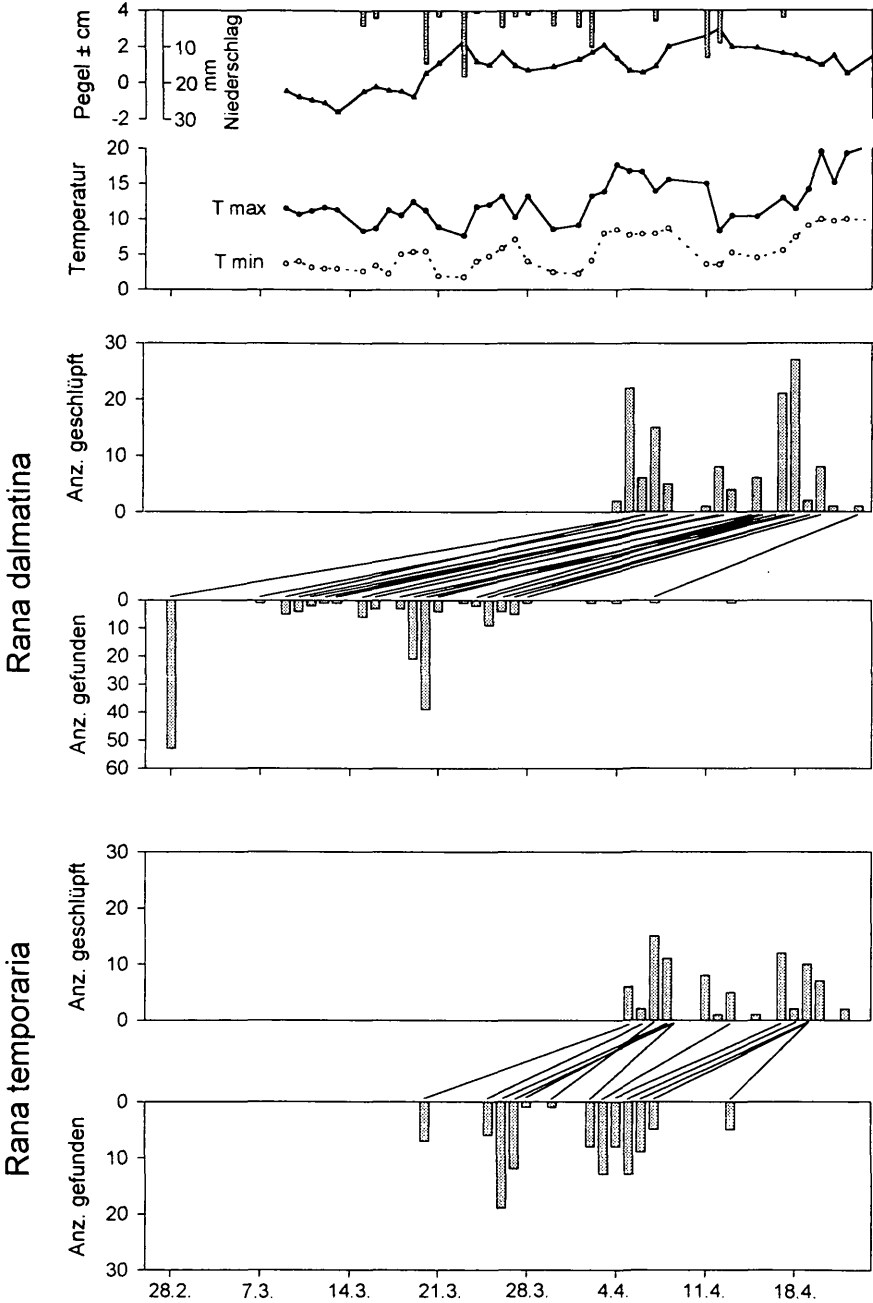 Pegel ± cm
4
2
0
-2
10
20
30
mm
Niederschlag
Temperatur
20
15
10
5
0
T max
T min
Rana dalmatina
Anz. geschlüpft
30
20
10
0
Anz. gefunden
0
10
20
30
40
50
60
Rana temporaria
Anz. geschlüpft
30
20
10
0
Anz. gefunden
0
10
20
30
28.2. 7.3. 14.3. 21.3. 28.3. 4.4. 11.4. 18.4.